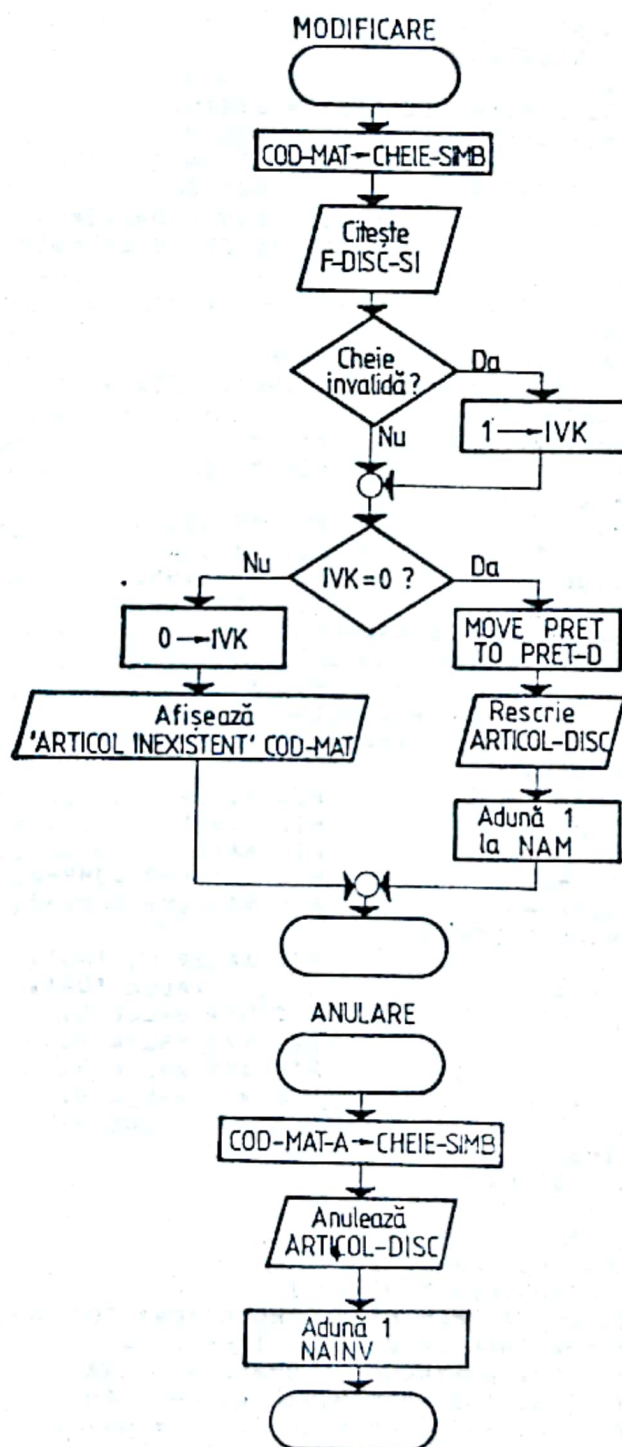 MODIFICARE
COD-MAT→CHEIE-SIMB
Citește
F-DISC-SI
Cheie
invalidă?
Da
Nu
1→IVK
IVK=0 ?
Nu
Da
0→IVK
MOVE PRET
TO PRET-D
Afișează
'ARTICOL INEXISTENT' COD-MAT
Rescrie
ARTICOL-DISC
Adună 1
la NAM
ANULARE
COD-MAT-A→CHEIE-SIMB
Anulează
ARTICOL-DISC
Adună 1
NAINV